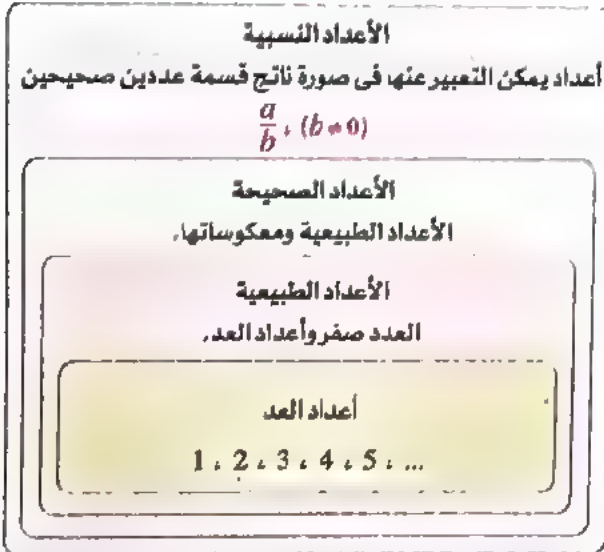 الأعداد النسبية
أعداد يمكن التعبير عنها فى صورة ناتج قسمة عددين صحيحين
a/b ، (b ≠ 0)
الأعداد الصحيحة
الأعداد الطبيعية ومعكوساتها.
الأعداد الطبيعية
العدد صفر وأعداد العد.
أعداد العد
1 ، 2 ، 3 ، 4 ، 5 ، ...